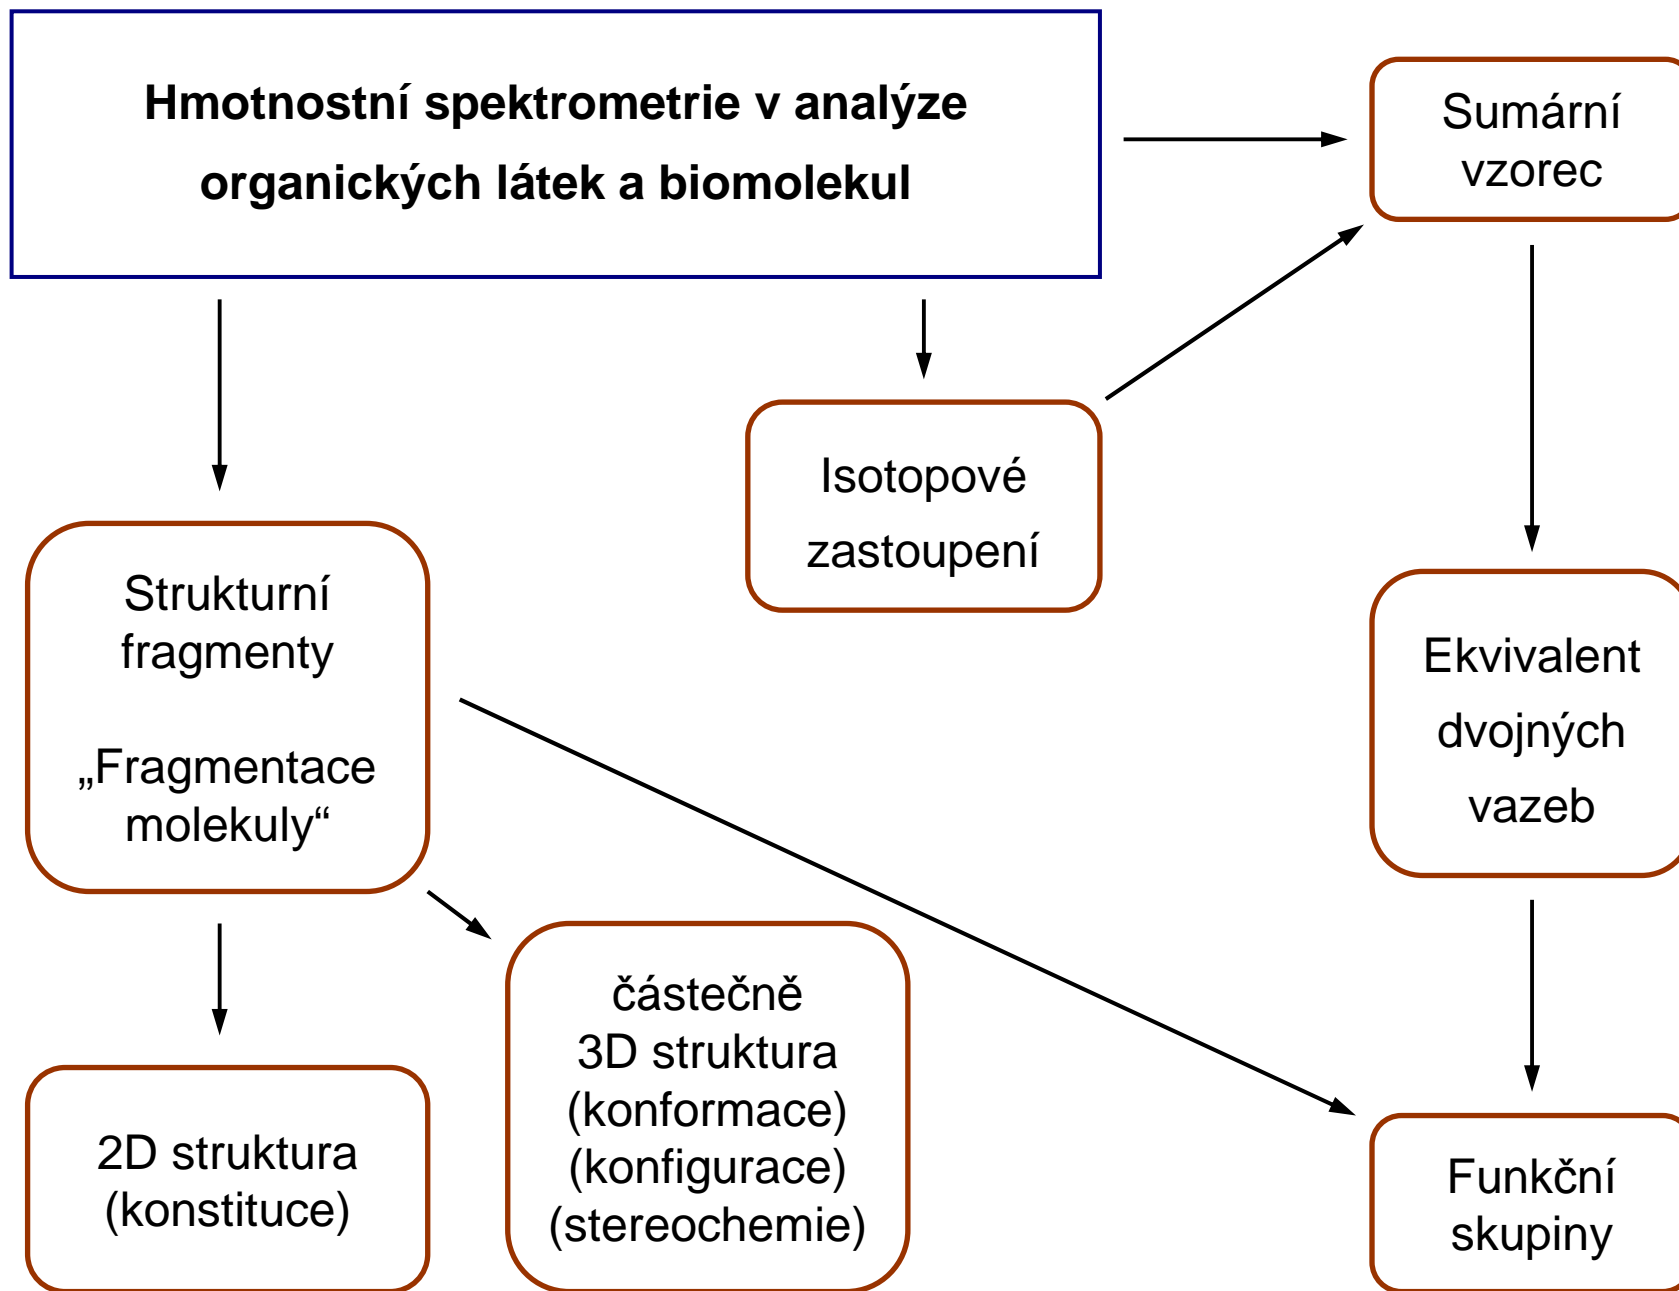 Hmotnostní spektrometrie v analýze
organických látek a biomolekul
Sumární
vzorec
Isotopové
zastoupení
Strukturní
fragmenty
„Fragmentace
molekuly“
Ekvivalent
dvojných
vazeb
částečně
3D struktura
(konformace)
(konfigurace)
(stereochemie)
2D struktura
(konstituce)
Funkční
skupiny